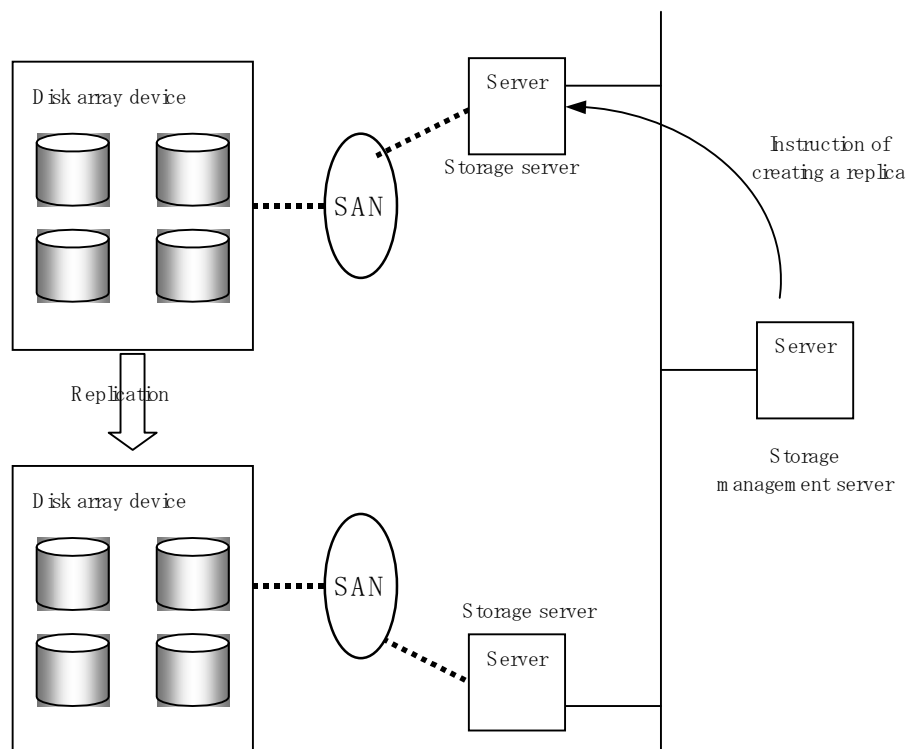 Disk array device
Server
Storage server
SAN
Instruction of
creating a replica
Server
Storage
management server
Replication
Disk array device
SAN
Storage server
Server